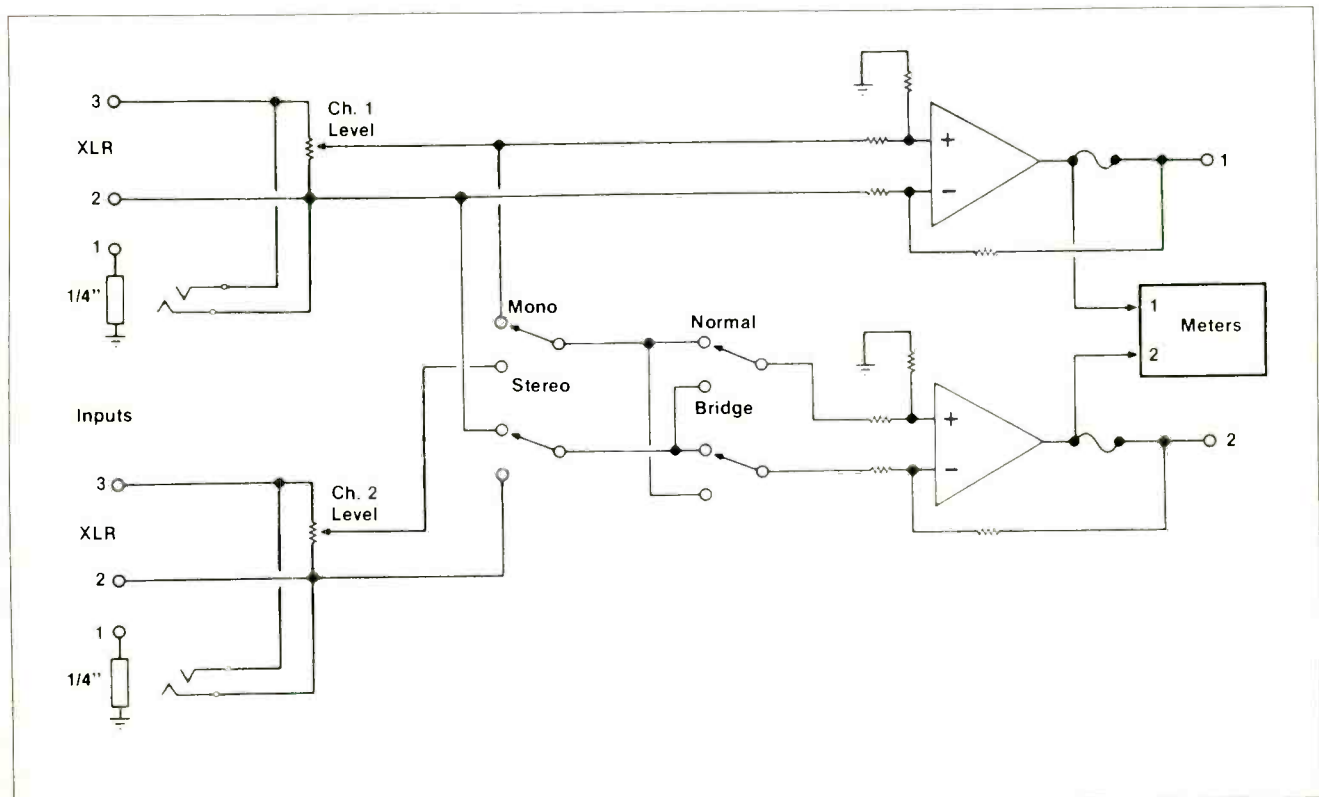 3
XLR
2
1
1/4"
Ch. 1
Level
+
−
1
Mono
Stereo
Normal
Bridge
1
2
Meters
Inputs
3
XLR
2
1
1/4"
Ch. 2
Level
+
−
2